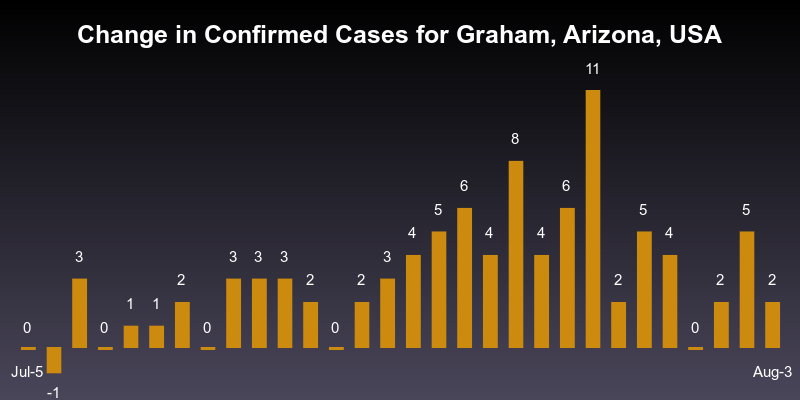 Change in Confirmed Cases for Graham, Arizona, USA
11
8
6 6
5 5 5
4 4 4 4
3 3 3 3 3
2 2 2 2 2 2
1 1
0 0 0 0 0
Jul-5 Aug-3
-1